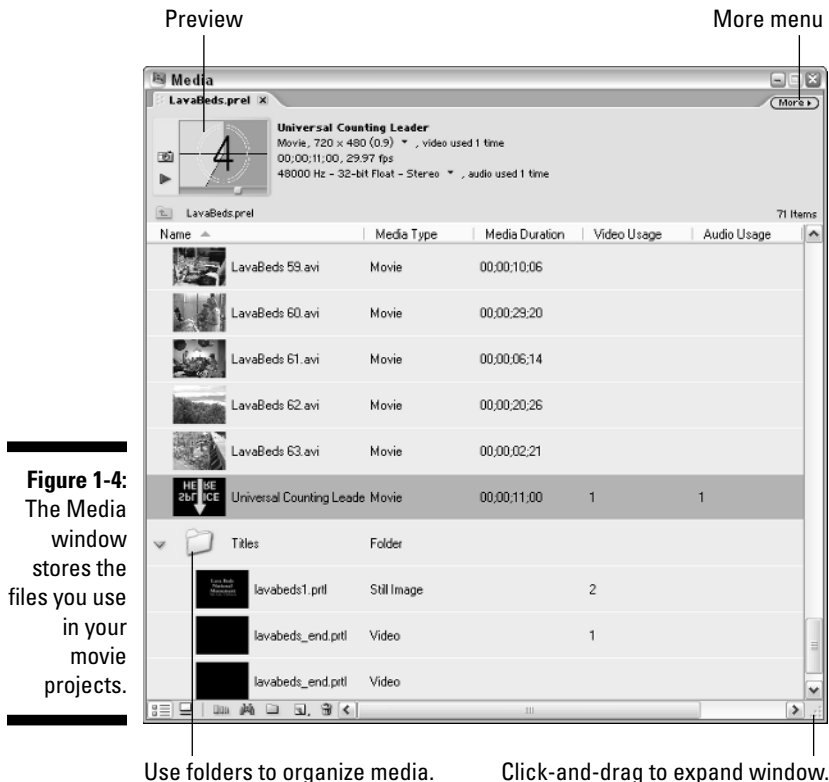 Preview
More menu
Media
LavaBeds.prel
More
4
Universal Counting Leader
Movie, 720 x 480 (0.9) , video used 1 time
00;00;11;00, 29.97 fps
48000 Hz - 32-bit Float - Stereo , audio used 1 time
LavaBeds.prel
71 Items
Name Media Type Media Duration Video Usage Audio Usage
LavaBeds 59.avi Movie 00;00;10;06
LavaBeds 60.avi Movie 00;00;29;20
LavaBeds 61.avi Movie 00;00;06;14
LavaBeds 62.avi Movie 00;00;20;26
LavaBeds 63.avi Movie 00;00;02;21
Universal Counting Leade Movie 00;00;11;00 1 1
Titles Folder
lavabeds1.prtl Still Image 2
lavabeds_end.prtl Video 1
lavabeds_end.prtl Video
Figure 1-4:
The Media
window
stores the
files you use
in your
movie
projects.
Use folders to organize media.
Click-and-drag to expand window.